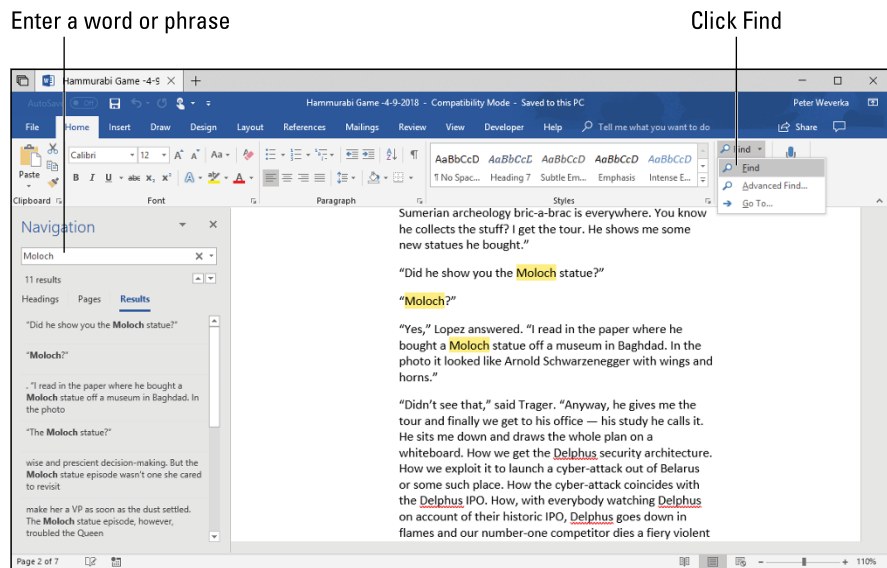 Enter a word or phrase
Click Find
Hammurabi Game -4-9
AutoSave Off
Hammurabi Game -4-9-2018 - Compatibility Mode - Saved to this PC
Peter Weverka
File Home Insert Draw Design Layout References Mailings Review View Developer Help Tell me what you want to do
Share
Paste
Calibri 12 Aa
B I U abc X₂ X² A ab A
AaBbCcD AaBbCc AaBbCcD AaBbCcD AaBbCcD
¶ No Spac... Heading 7 Subtle Em... Emphasis Intense E...
Find
Find
Advanced Find...
Go To...
Clipboard Font Paragraph Styles
Navigation
Moloch
11 results
Headings Pages Results
"Did he show you the Moloch statue?"
"Moloch?"
. "I read in the paper where he bought a
Moloch statue off a museum in Baghdad. In
the photo
"The Moloch statue?"
wise and prescient decision-making. But the
Moloch statue episode wasn't one she cared
to revisit
make her a VP as soon as the dust settled.
The Moloch statue episode, however,
troubled the Queen
Sumerian archeology bric-a-brac is everywhere. You know
he collects the stuff? I get the tour. He shows me some
new statues he bought."
"Did he show you the Moloch statue?"
"Moloch?"
"Yes," Lopez answered. "I read in the paper where he
bought a Moloch statue off a museum in Baghdad. In the
photo it looked like Arnold Schwarzenegger with wings and
horns."
"Didn't see that," said Trager. "Anyway, he gives me the
tour and finally we get to his office — his study he calls it.
He sits me down and draws the whole plan on a
whiteboard. How we get the Delphus security architecture.
How we exploit it to launch a cyber-attack out of Belarus
or some such place. How the cyber-attack coincides with
the Delphus IPO. How, with everybody watching Delphus
on account of their historic IPO, Delphus goes down in
flames and our number-one competitor dies a fiery violent
Page 2 of 7
110%